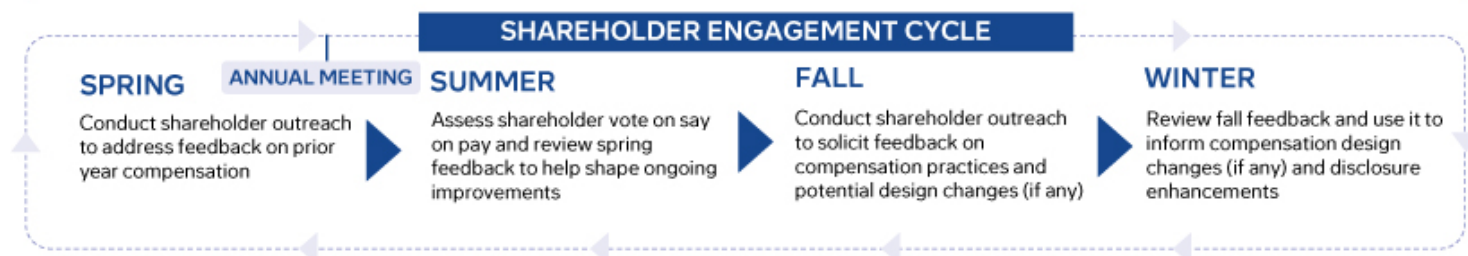 SHAREHOLDER ENGAGEMENT CYCLE
SPRING
Conduct shareholder outreach
to address feedback on prior
year compensation
ANNUAL MEETING
SUMMER
Assess shareholder vote on say
on pay and review spring
feedback to help shape ongoing
improvements
FALL
Conduct shareholder outreach
to solicit feedback on
compensation practices and
potential design changes (if any)
WINTER
Review fall feedback and use it to
inform compensation design
changes (if any) and disclosure
enhancements